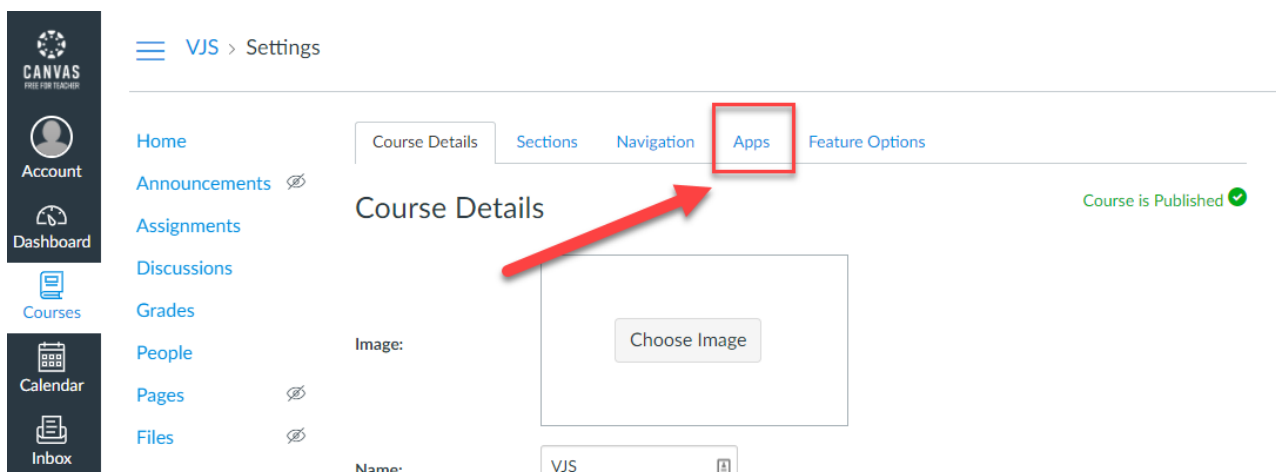 CANVAS
FREE FOR TEACHER
Account
Dashboard
Courses
Calendar
Inbox
VJS > Settings
Home
Announcements
Assignments
Discussions
Grades
People
Pages
Files
Course Details Sections Navigation Apps Feature Options
Course Details
Course is Published
Image:
Choose Image
Name:
VJS